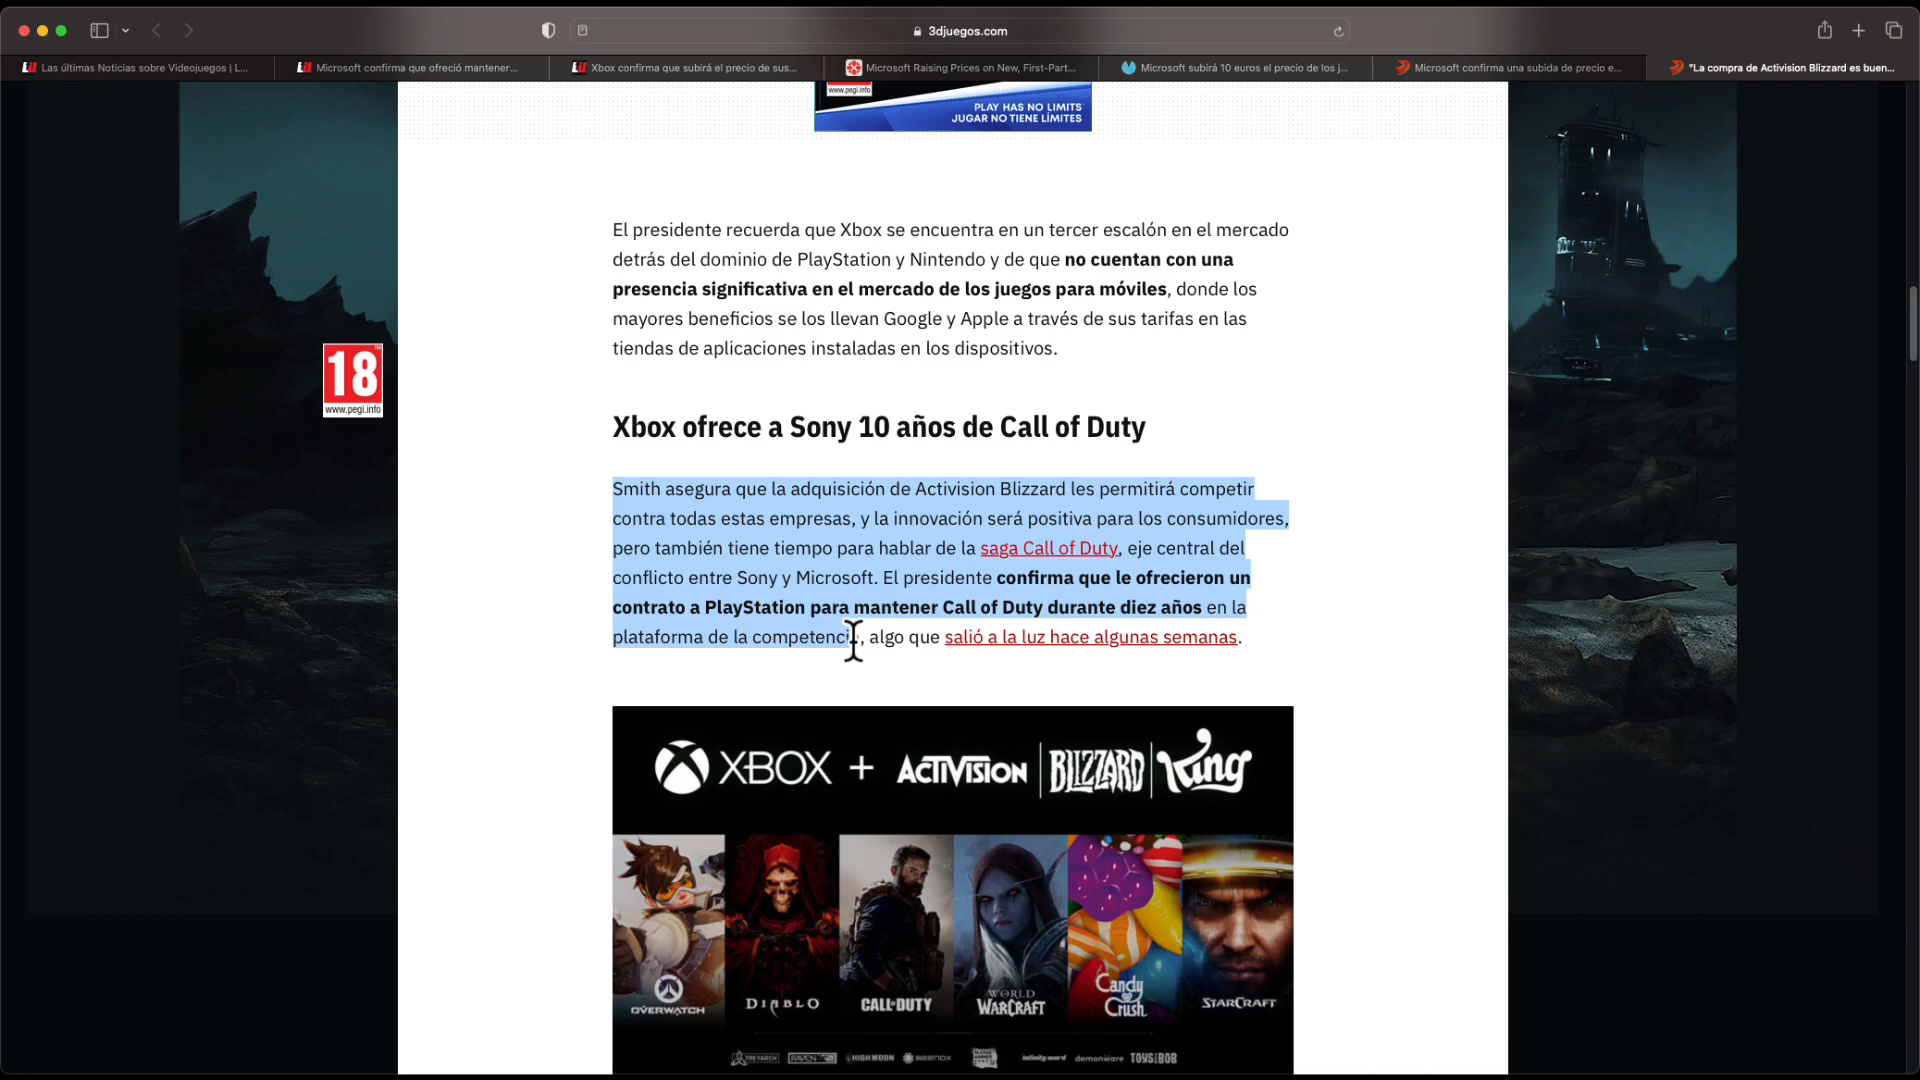 3djuegos.com
Las últimas Noticias sobre Videojuegos | L...
Microsoft confirma que ofreció mantener...
Xbox confirma que subirá el precio de sus...
Microsoft Raising Prices on New, First-Part...
Microsoft subirá 10 euros el precio de los j...
Microsoft confirma una subida de precio e...
"La compra de Activision Blizzard es buen...
www.pegi.info
PLAY HAS NO LIMITS
JUGAR NO TIENE LÍMITES
El presidente recuerda que Xbox se encuentra en un tercer escalón en el mercado
detrás del dominio de PlayStation y Nintendo y de que no cuentan con una
presencia significativa en el mercado de los juegos para móviles, donde los
mayores beneficios se los llevan Google y Apple a través de sus tarifas en las
tiendas de aplicaciones instaladas en los dispositivos.
18
www.pegi.info
Xbox ofrece a Sony 10 años de Call of Duty
Smith asegura que la adquisición de Activision Blizzard les permitirá competir
contra todas estas empresas, y la innovación será positiva para los consumidores,
pero también tiene tiempo para hablar de la saga Call of Duty, eje central del
conflicto entre Sony y Microsoft. El presidente confirma que le ofrecieron un
contrato a PlayStation para mantener Call of Duty durante diez años en la
plataforma de la competencia, algo que salió a la luz hace algunas semanas.
XBOX + ACTIVISION | BLIZZARD | King
OVERWATCH
DIABLO
CALL OF DUTY
WORLD OF WARCRAFT
Candy Crush
STARCRAFT
TREYARCH RAVEN HIGH MOON BEENOX infinity ward demonware TOYS FOR BOB